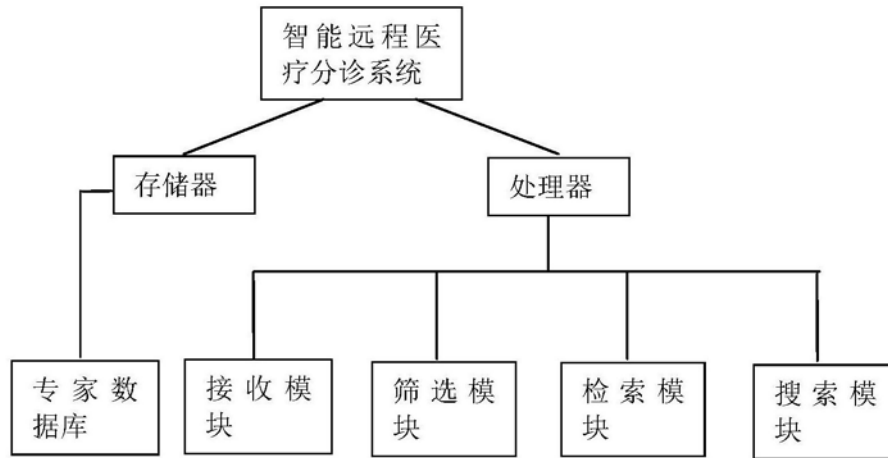 智能远程医
疗分诊系统
存储器
处理器
专家数
据库
接收模
块
筛选模
块
检索模
块
搜索模
块